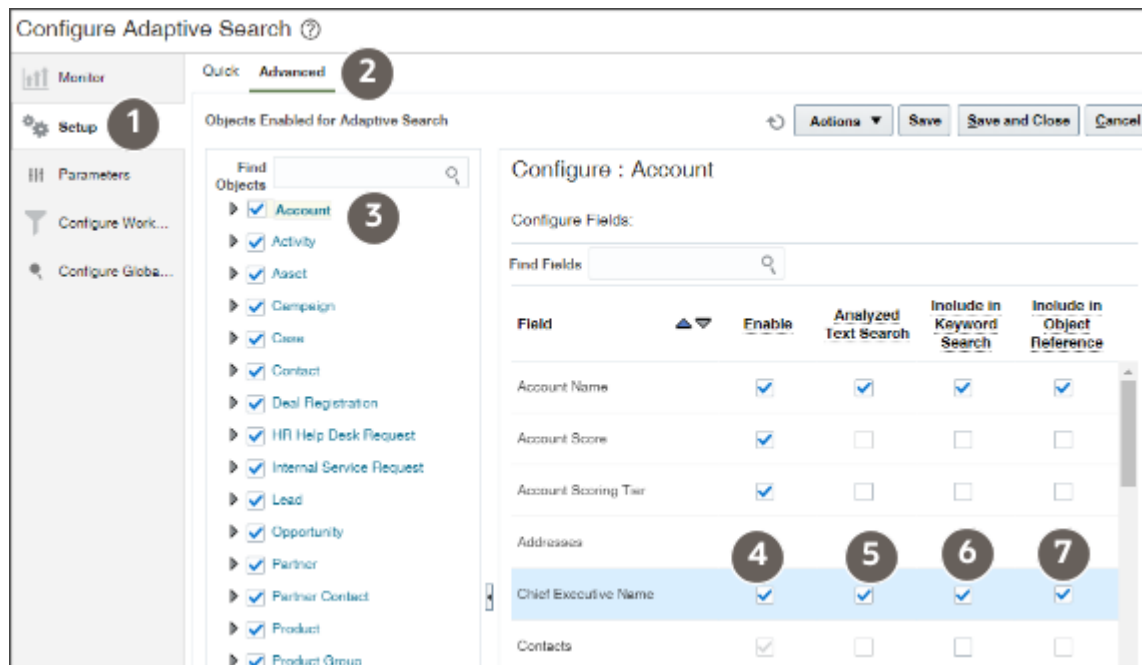 Configure Adaptive Search ?
Monitor
Setup
1
Parameters
Configure Work...
Configure Globa...
Quick Advanced
2
Objects Enabled for Adaptive Search
Actions Save Save and Close Cancel
Find
Objects
Account
3
Activity
Asset
Campaign
Case
Contact
Deal Registration
HR Help Desk Request
Internal Service Request
Lead
Opportunity
Partner
Partner Contact
Product
Product Group
Configure : Account
Configure Fields:
Find Fields
Field Enable Analyzed Text Search Include in Keyword Search Include in Object Reference
Account Name
Account Score
Account Scoring Tier
Addresses
4 5 6 7
Chief Executive Name
Contacts